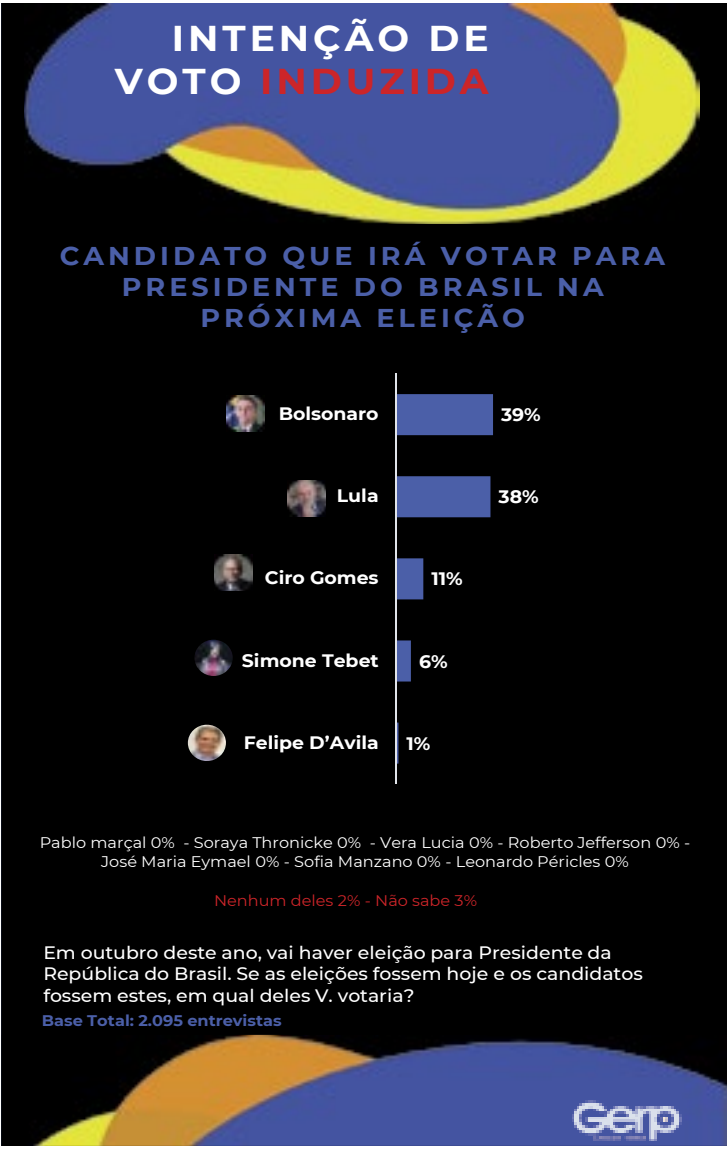 INTENÇÃO DE
VOTO INDUZIDA
CANDIDATO QUE IRÁ VOTAR PARA
PRESIDENTE DO BRASIL NA
PRÓXIMA ELEIÇÃO
Bolsonaro 39%
Lula 38%
Ciro Gomes 11%
Simone Tebet 6%
Felipe D’Avila 1%
Pablo marçal 0% - Soraya Thronicke 0% - Vera Lucia 0% - Roberto Jefferson 0% -
José Maria Eymael 0% - Sofia Manzano 0% - Leonardo Péricles 0%
Nenhum deles 2% - Não sabe 3%
Em outubro deste ano, vai haver eleição para Presidente da
República do Brasil. Se as eleições fossem hoje e os candidatos
fossem estes, em qual deles V. votaria?
Base Total: 2.095 entrevistas
Gerp